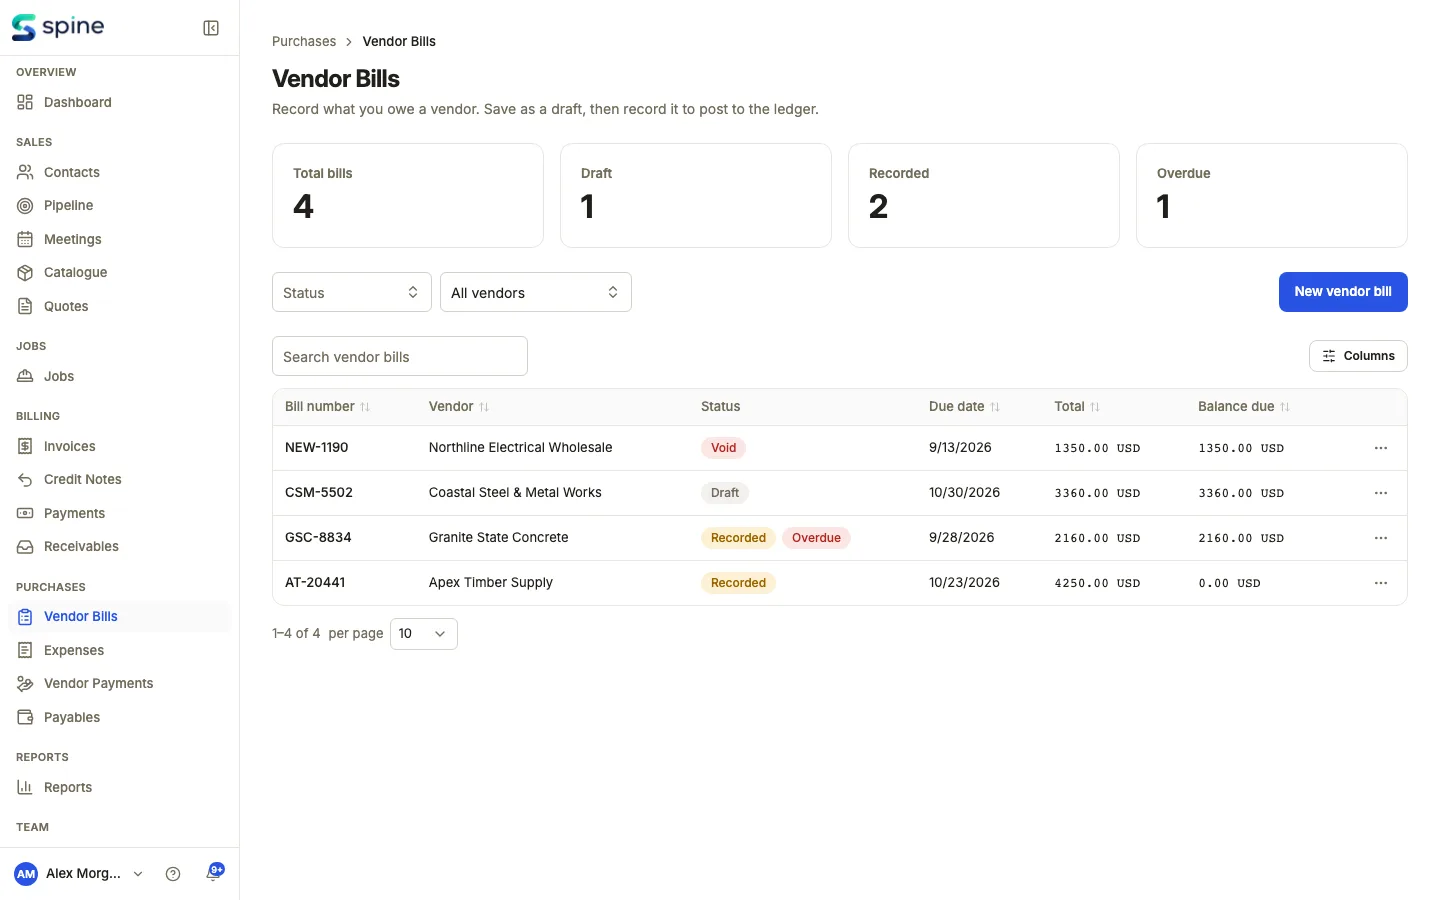 spine
OVERVIEW
Dashboard
SALES
Contacts
Pipeline
Meetings
Catalogue
Quotes
JOBS
Jobs
BILLING
Invoices
Credit Notes
Payments
Receivables
PURCHASES
Vendor Bills
Expenses
Vendor Payments
Payables
REPORTS
Reports
TEAM
AM Alex Morg... 9+
Purchases > Vendor Bills
Vendor Bills
Record what you owe a vendor. Save as a draft, then record it to post to the ledger.
Total bills Draft Recorded Overdue
4 1 2 1
Status All vendors New vendor bill
Search vendor bills Columns
Bill number Vendor Status Due date Total Balance due
NEW-1190 Northline Electrical Wholesale Void 9/13/2026 1350.00 USD 1350.00 USD ...
CSM-5502 Coastal Steel & Metal Works Draft 10/30/2026 3360.00 USD 3360.00 USD ...
GSC-8834 Granite State Concrete Recorded Overdue 9/28/2026 2160.00 USD 2160.00 USD ...
AT-20441 Apex Timber Supply Recorded 10/23/2026 4250.00 USD 0.00 USD ...
1–4 of 4 per page 10